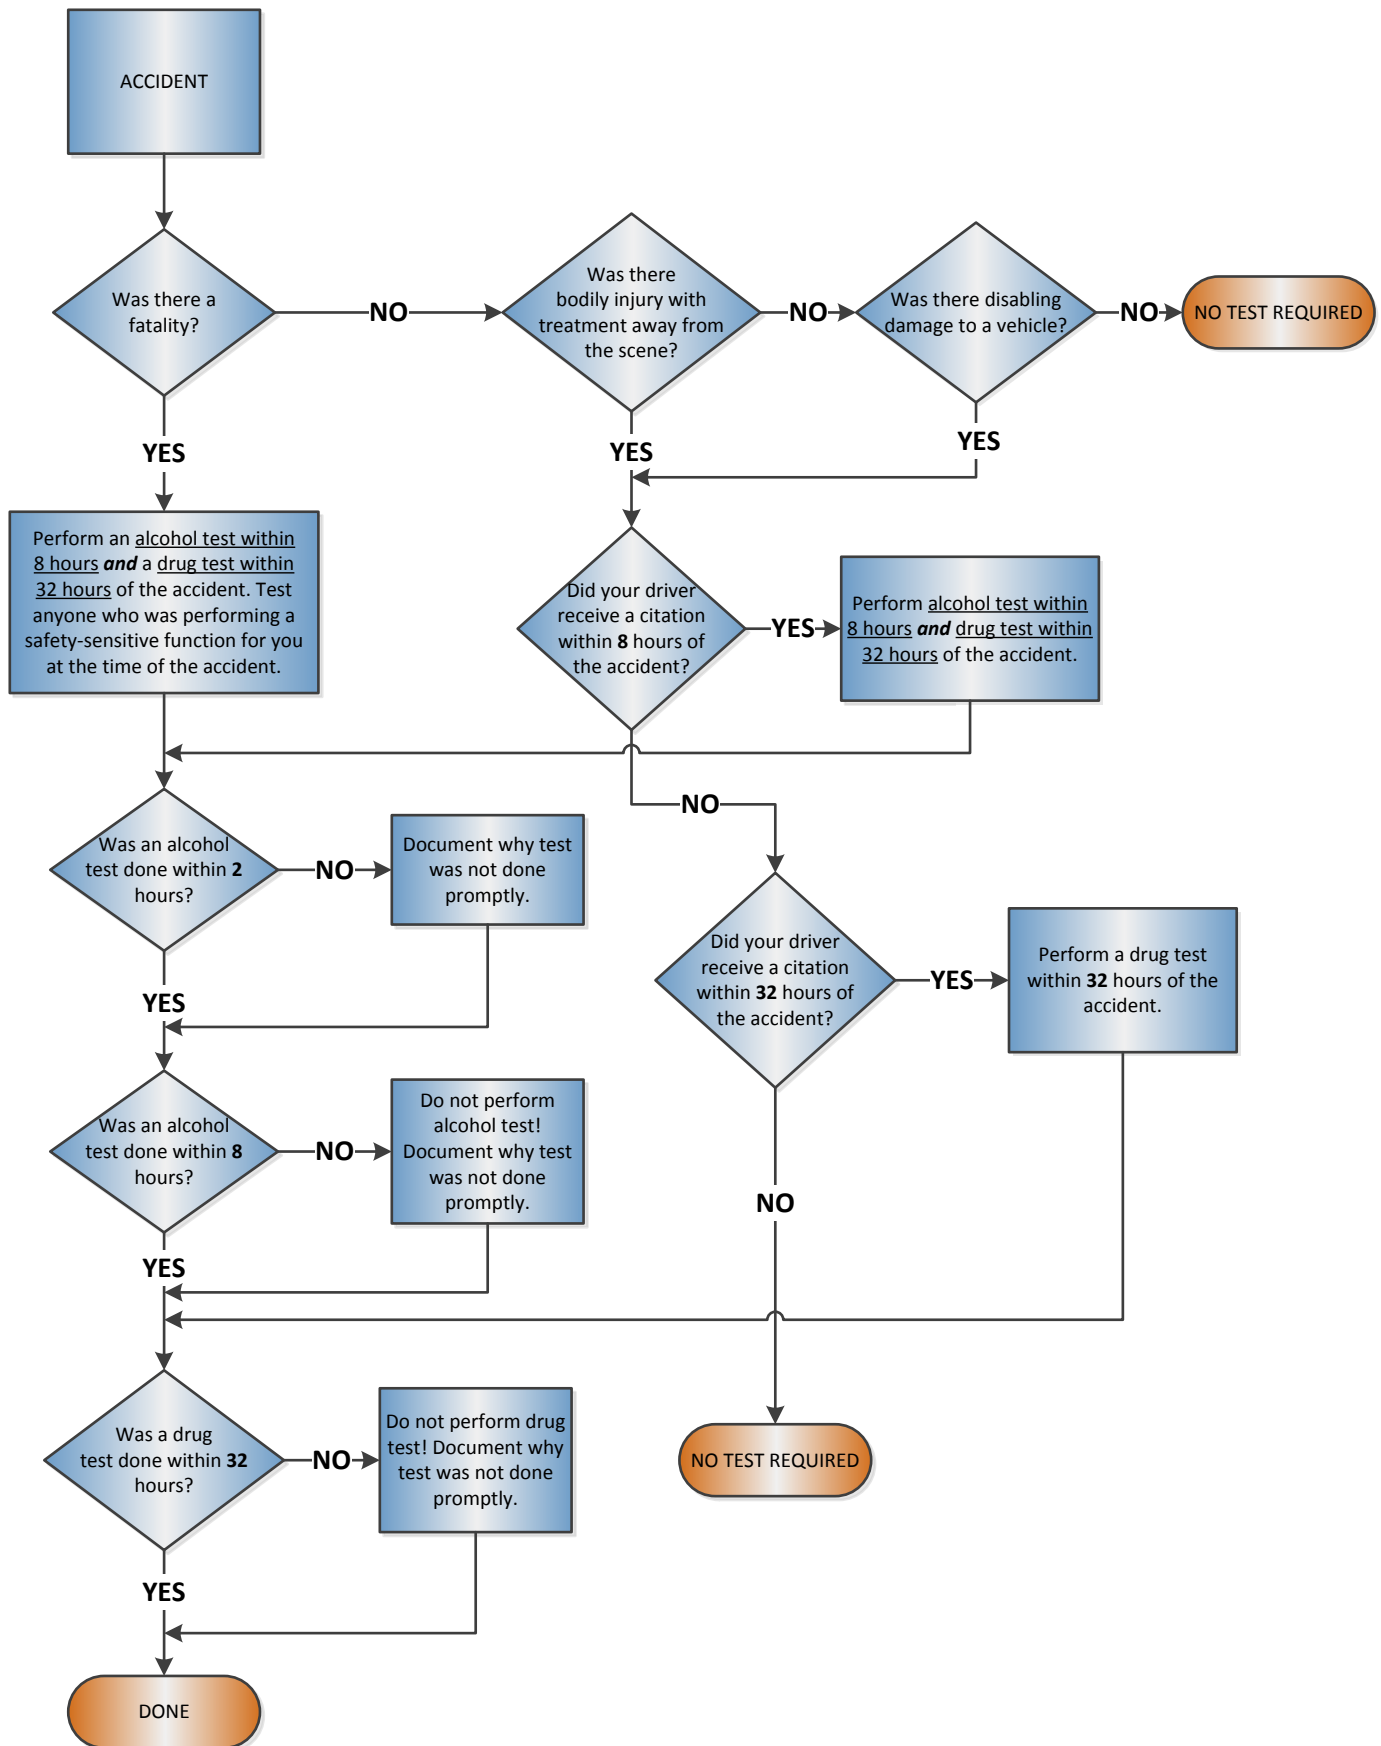 ACCIDENT
Was there a
fatality?
NO
Was there
bodily injury with
treatment away from
the scene?
NO
Was there disabling
damage to a vehicle?
NO
NO TEST REQUIRED
YES
YES
YES
Perform an alcohol test within
8 hours and a drug test within
32 hours of the accident. Test
anyone who was performing a
safety-sensitive function for you
at the time of the accident.
Did your driver
receive a citation
within 8 hours of
the accident?
YES
Perform alcohol test within
8 hours and drug test within
32 hours of the accident.
NO
Was an alcohol
test done within 2
hours?
NO
Document why test
was not done
promptly.
Did your driver
receive a citation
within 32 hours of
the accident?
YES
Perform a drug test
within 32 hours of the
accident.
YES
Was an alcohol
test done within 8
hours?
NO
Do not perform
alcohol test!
Document why test
was not done
promptly.
NO
YES
Was a drug
test done within 32
hours?
NO
Do not perform drug
test! Document why
test was not done
promptly.
NO TEST REQUIRED
YES
DONE